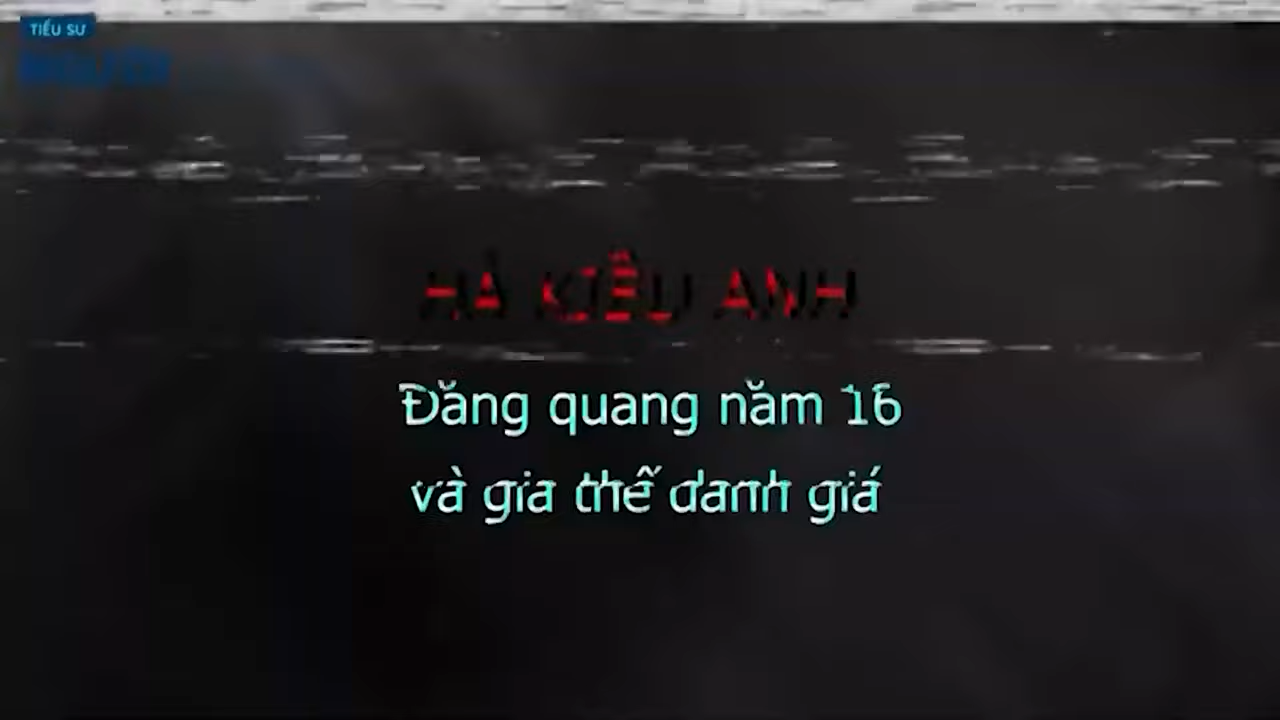 TIỂU SỬ
HÀ KIỀU ANH
Đăng quang năm 16
và gia thế danh giá